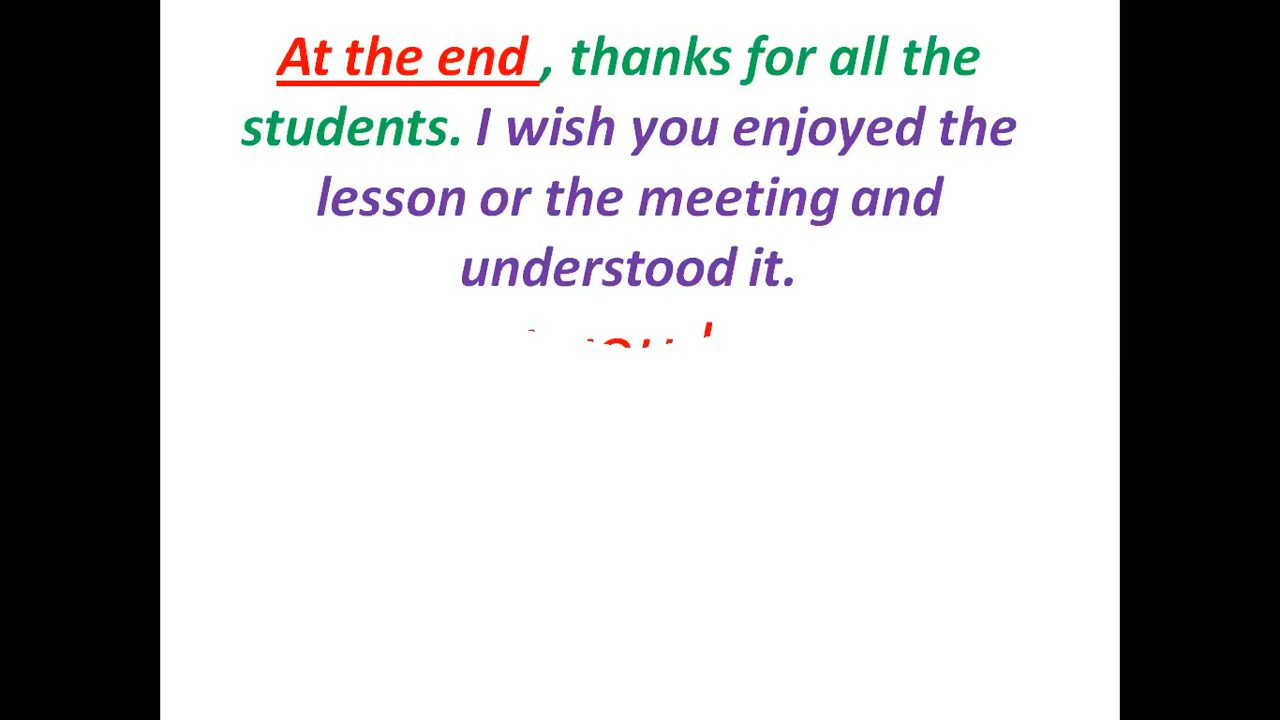 At the end , thanks for all the
students. I wish you enjoyed the
lesson or the meeting and
understood it.